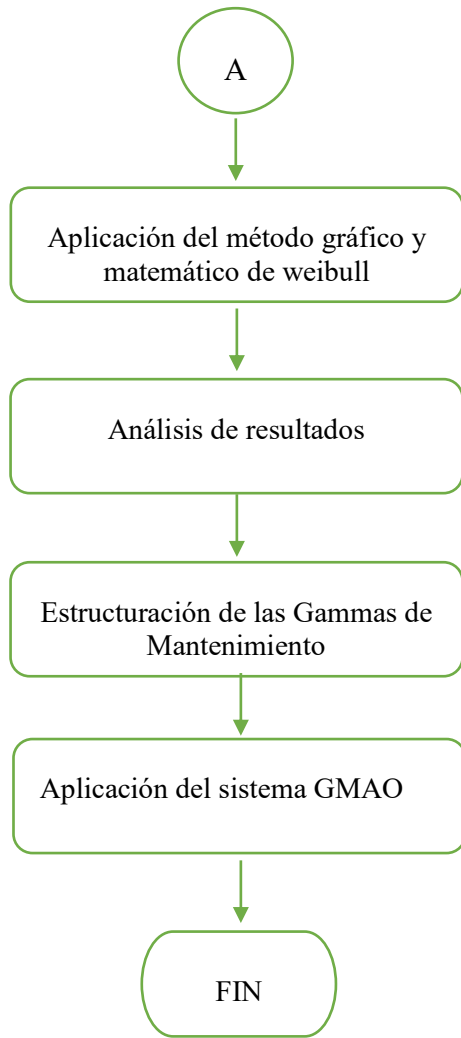 A
Aplicación del método gráfico y
matemático de weibull
Análisis de resultados
Estructuración de las Gammas de
Mantenimiento
Aplicación del sistema GMAO
FIN